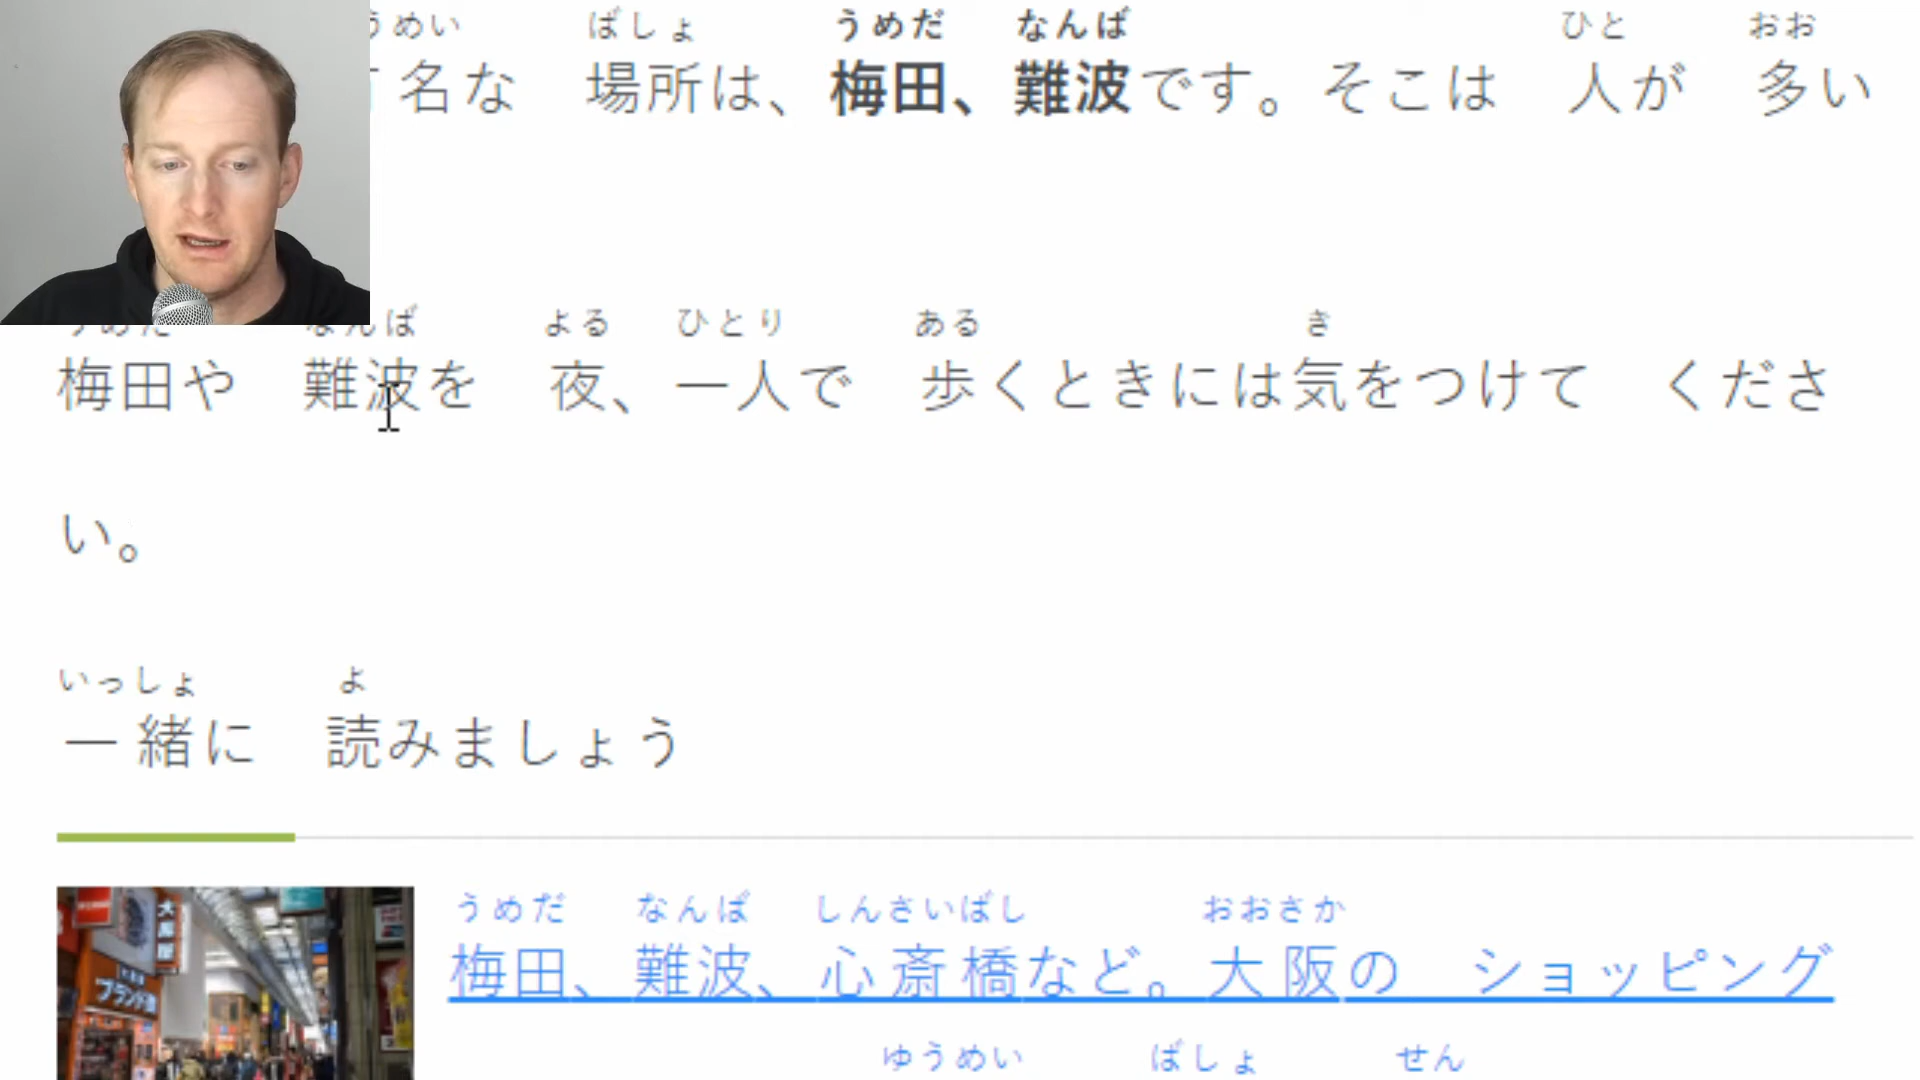 うめい ばしょ うめだ なんば ひと おお
名な 場所は、梅田、難波です。そこは 人が 多い
うめだ なんば よる ひとり ある き
梅田や 難波を 夜、一人で 歩くときには気をつけて くださ
い。
いっしょ よ
一緒に 読みましょう
うめだ なんば しんさいばし おおさか
梅田、難波、心斎橋など。大阪の ショッピング
ゆうめい ばしょ せん